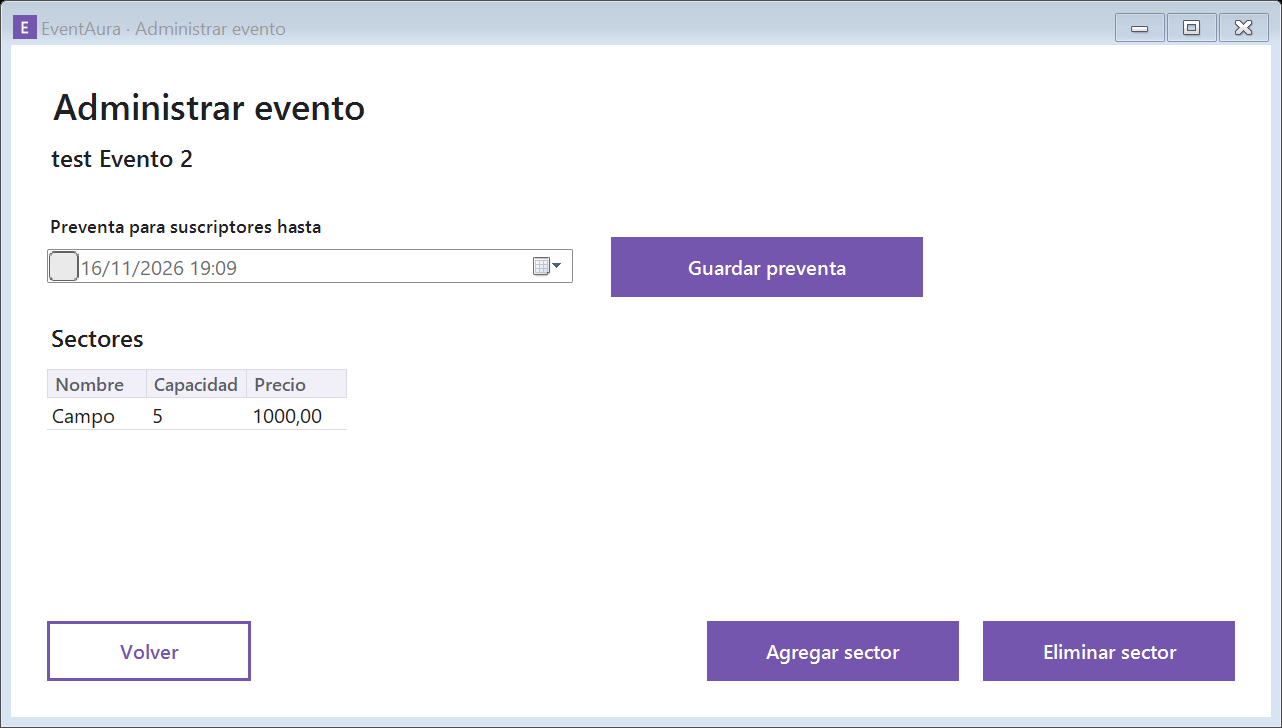 E EventAura · Administrar evento
Administrar evento
test Evento 2
Preventa para suscriptores hasta
16/11/2026 19:09
Guardar preventa
Sectores
Nombre Capacidad Precio
Campo 5 1000,00
Volver Agregar sector Eliminar sector